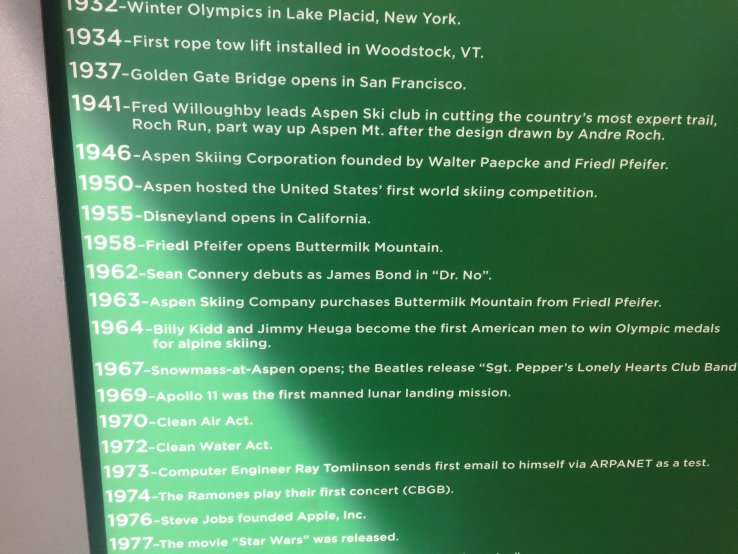 1932–Winter Olympics in Lake Placid, New York.
1934–First rope tow lift installed in Woodstock, VT.
1937–Golden Gate Bridge opens in San Francisco.
1941–Fred Willoughby leads Aspen Ski club in cutting the country's most expert trail,
Roch Run, part way up Aspen Mt. after the design drawn by Andre Roch.
1946–Aspen Skiing Corporation founded by Walter Paepcke and Friedl Pfeifer.
1950–Aspen hosted the United States' first world skiing competition.
1955–Disneyland opens in California.
1958–Friedl Pfeifer opens Buttermilk Mountain.
1962–Sean Connery debuts as James Bond in "Dr. No".
1963–Aspen Skiing Company purchases Buttermilk Mountain from Friedl Pfeifer.
1964–Billy Kidd and Jimmy Heuga become the first American men to win Olympic medals
for alpine skiing.
1967–Snowmass-at-Aspen opens; the Beatles release "Sgt. Pepper's Lonely Hearts Club Band
1969–Apollo 11 was the first manned lunar landing mission.
1970–Clean Air Act.
1972–Clean Water Act.
1973–Computer Engineer Ray Tomlinson sends first email to himself via ARPANET as a test.
1974–The Ramones play their first concert (CBGB).
1976–Steve Jobs founded Apple, Inc.
1977–The movie "Star Wars" was released.